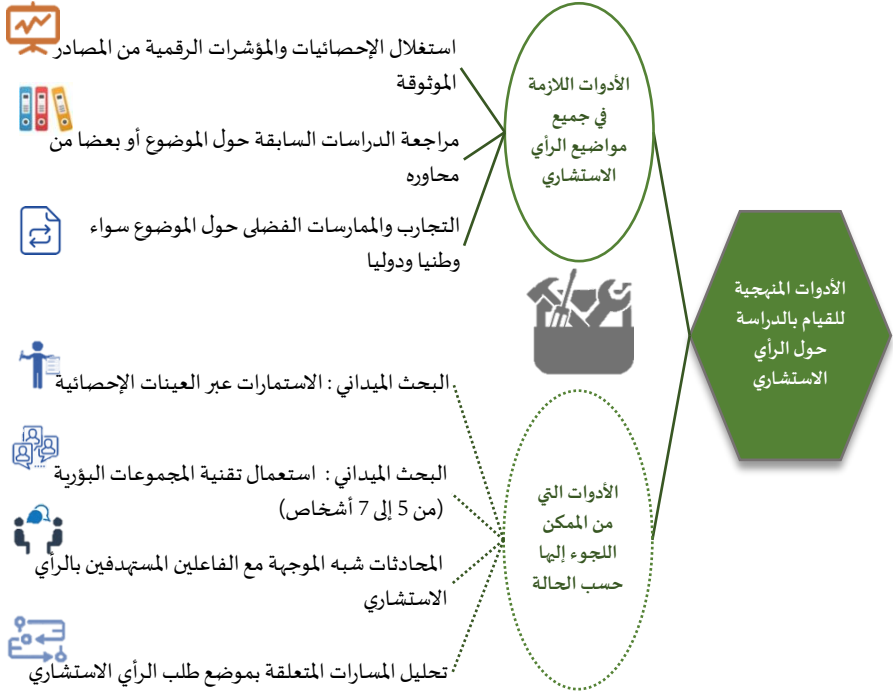 الأدوات المنهجية
للقيام بالدراسة
حول الرأي
الاستشاري
الأدوات اللازمة
في جميع
مواضيع الرأي
الاستشاري
استغلال الإحصائيات والمؤشرات الرقمية من المصادر
الموثوقة
مراجعة الدراسات السابقة حول الموضوع أو بعضا من
محاوره
التجارب والممارسات الفضلى حول الموضوع سواء
وطنيا ودوليا
الأدوات التي
من الممكن
اللجوء إليها
حسب الحالة
البحث الميداني : الاستمارات عبر العينات الإحصائية
البحث الميداني : استعمال تقنية المجموعات البؤرية
(من 5 إلى 7 أشخاص)
المحادثات شبه الموجهة مع الفاعلين المستهدفين بالرأي
الاستشاري
تحليل المسارات المتعلقة بموضع طلب الرأي الاستشاري